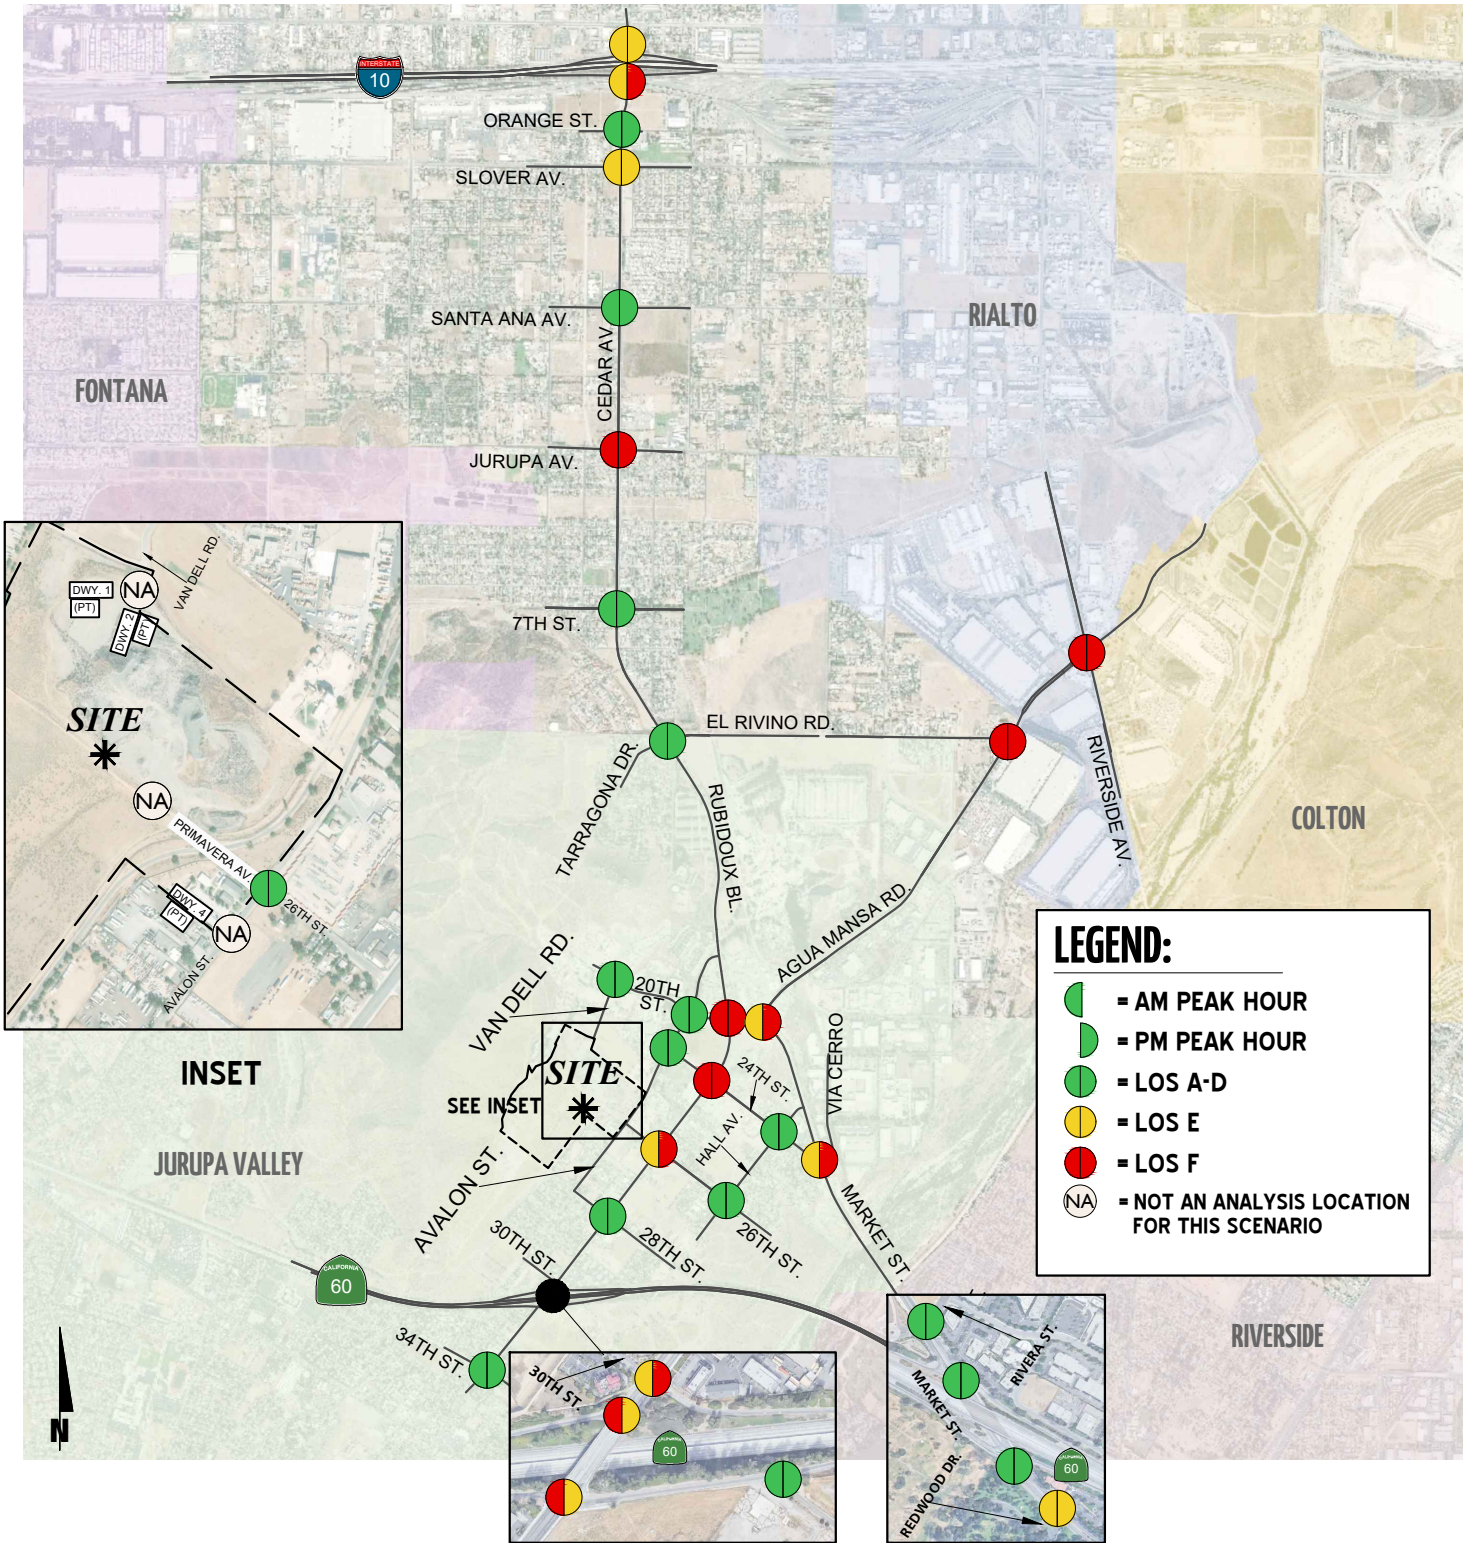 INTERSTATE
10
ORANGE ST.
SLOVER AV.
SANTA ANA AV.
CEDAR AV.
RIALTO
FONTANA
JURUPA AV.
7TH ST.
EL RIVINO RD.
TARRAGONA DR.
RUBIDOUX BL.
RIVERSIDE AV.
COLTON
AGUA MANSA RD.
VAN DELL RD.
DWY. 1
(PT)
NA
DWY. 2
(PT)
SITE
NA
PRIMAVERA AV.
26TH ST.
DWY. 4
(PT)
NA
AVALON ST.
INSET
VAN DELL RD.
20TH
ST.
SITE
SEE INSET
24TH ST.
VIA CERRO
HALL AV.
JURUPA VALLEY
AVALON ST.
30TH ST.
28TH ST.
26TH ST.
MARKET ST.
CALIFORNIA
60
34TH ST.
RIVERSIDE
N
30TH ST.
CALIFORNIA
60
RIVERA ST.
MARKET ST.
REDWOOD DR.
CALIFORNIA
60
LEGEND:
= AM PEAK HOUR
= PM PEAK HOUR
= LOS A-D
= LOS E
= LOS F
NA = NOT AN ANALYSIS LOCATION
FOR THIS SCENARIO